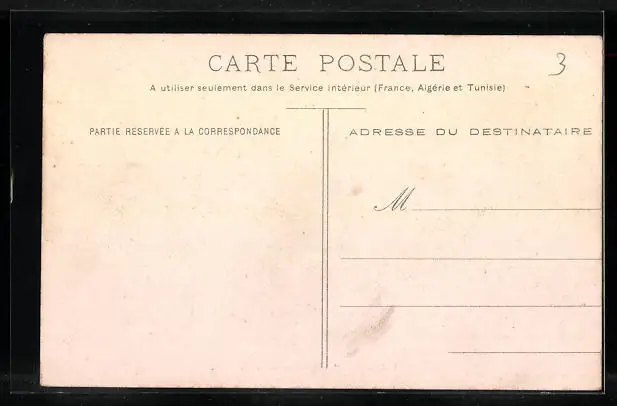 CARTE POSTALE
3
A utiliser seulement dans le Service intérieur (France, Algérie et Tunisie)
PARTIE RESERVÉE A LA CORRESPONDANCE
ADRESSE DU DESTINATAIRE
M